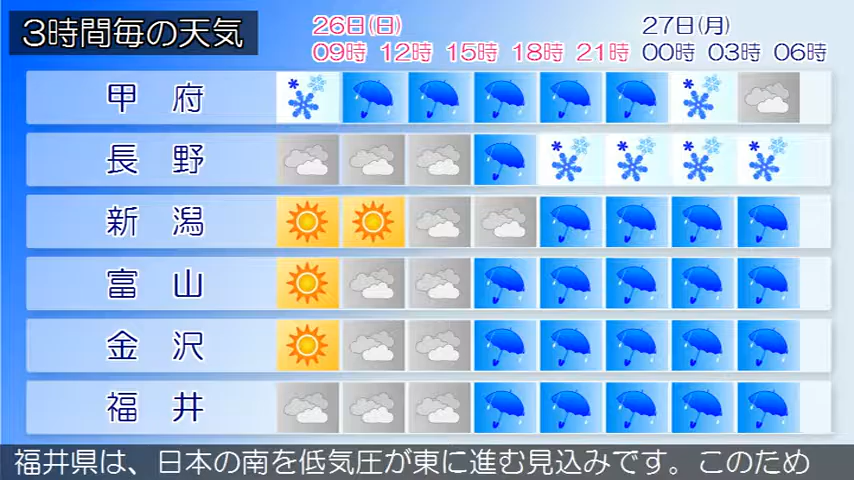 3時間毎の天気
26日(日) 27日(月)
09時 12時 15時 18時 21時 00時 03時 06時
甲府
長野
新潟
富山
金沢
福井
福井県は、日本の南を低気圧が東に進む見込みです。このため